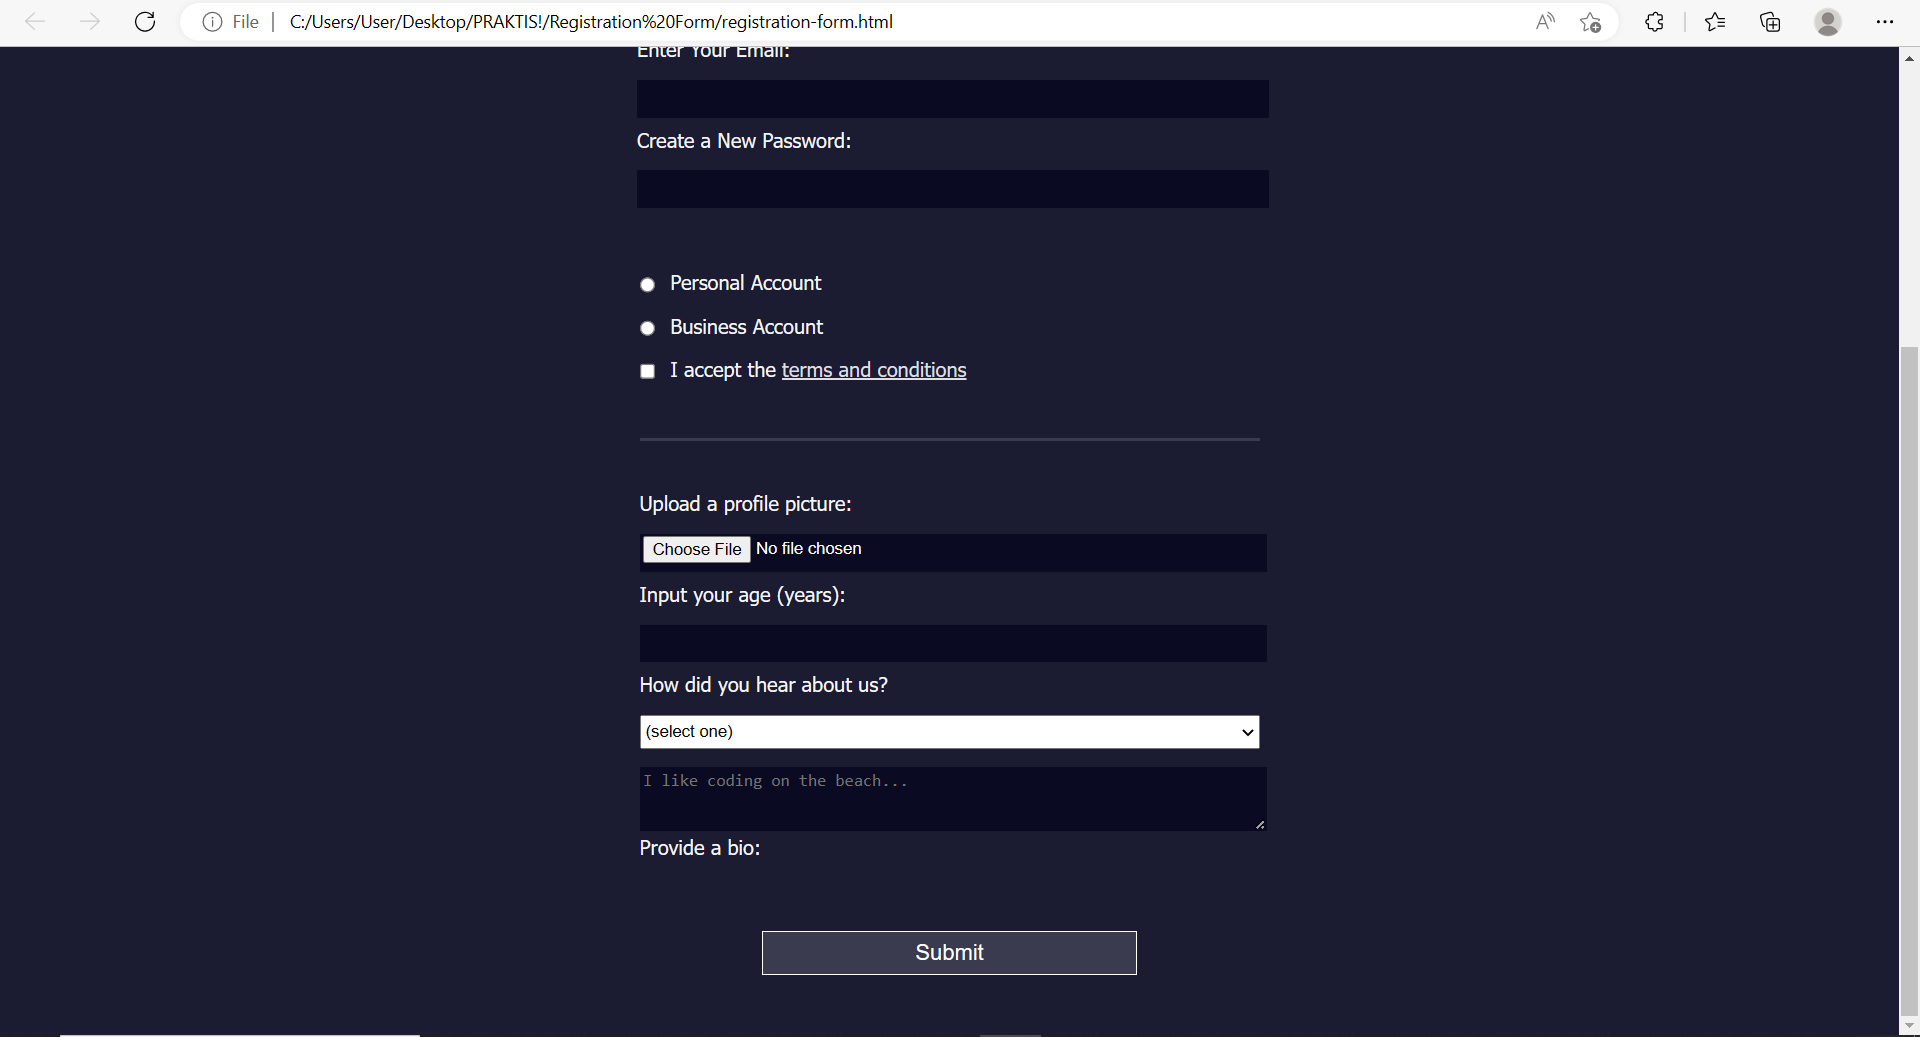 File
C:/Users/User/Desktop/PRAKTIS!/Registration%20Form/registration-form.html
Enter Your Email:
Create a New Password:
Personal Account
Business Account
I accept the terms and conditions
Upload a profile picture:
Choose File No file chosen
Input your age (years):
How did you hear about us?
(select one)
I like coding on the beach...
Provide a bio:
Submit